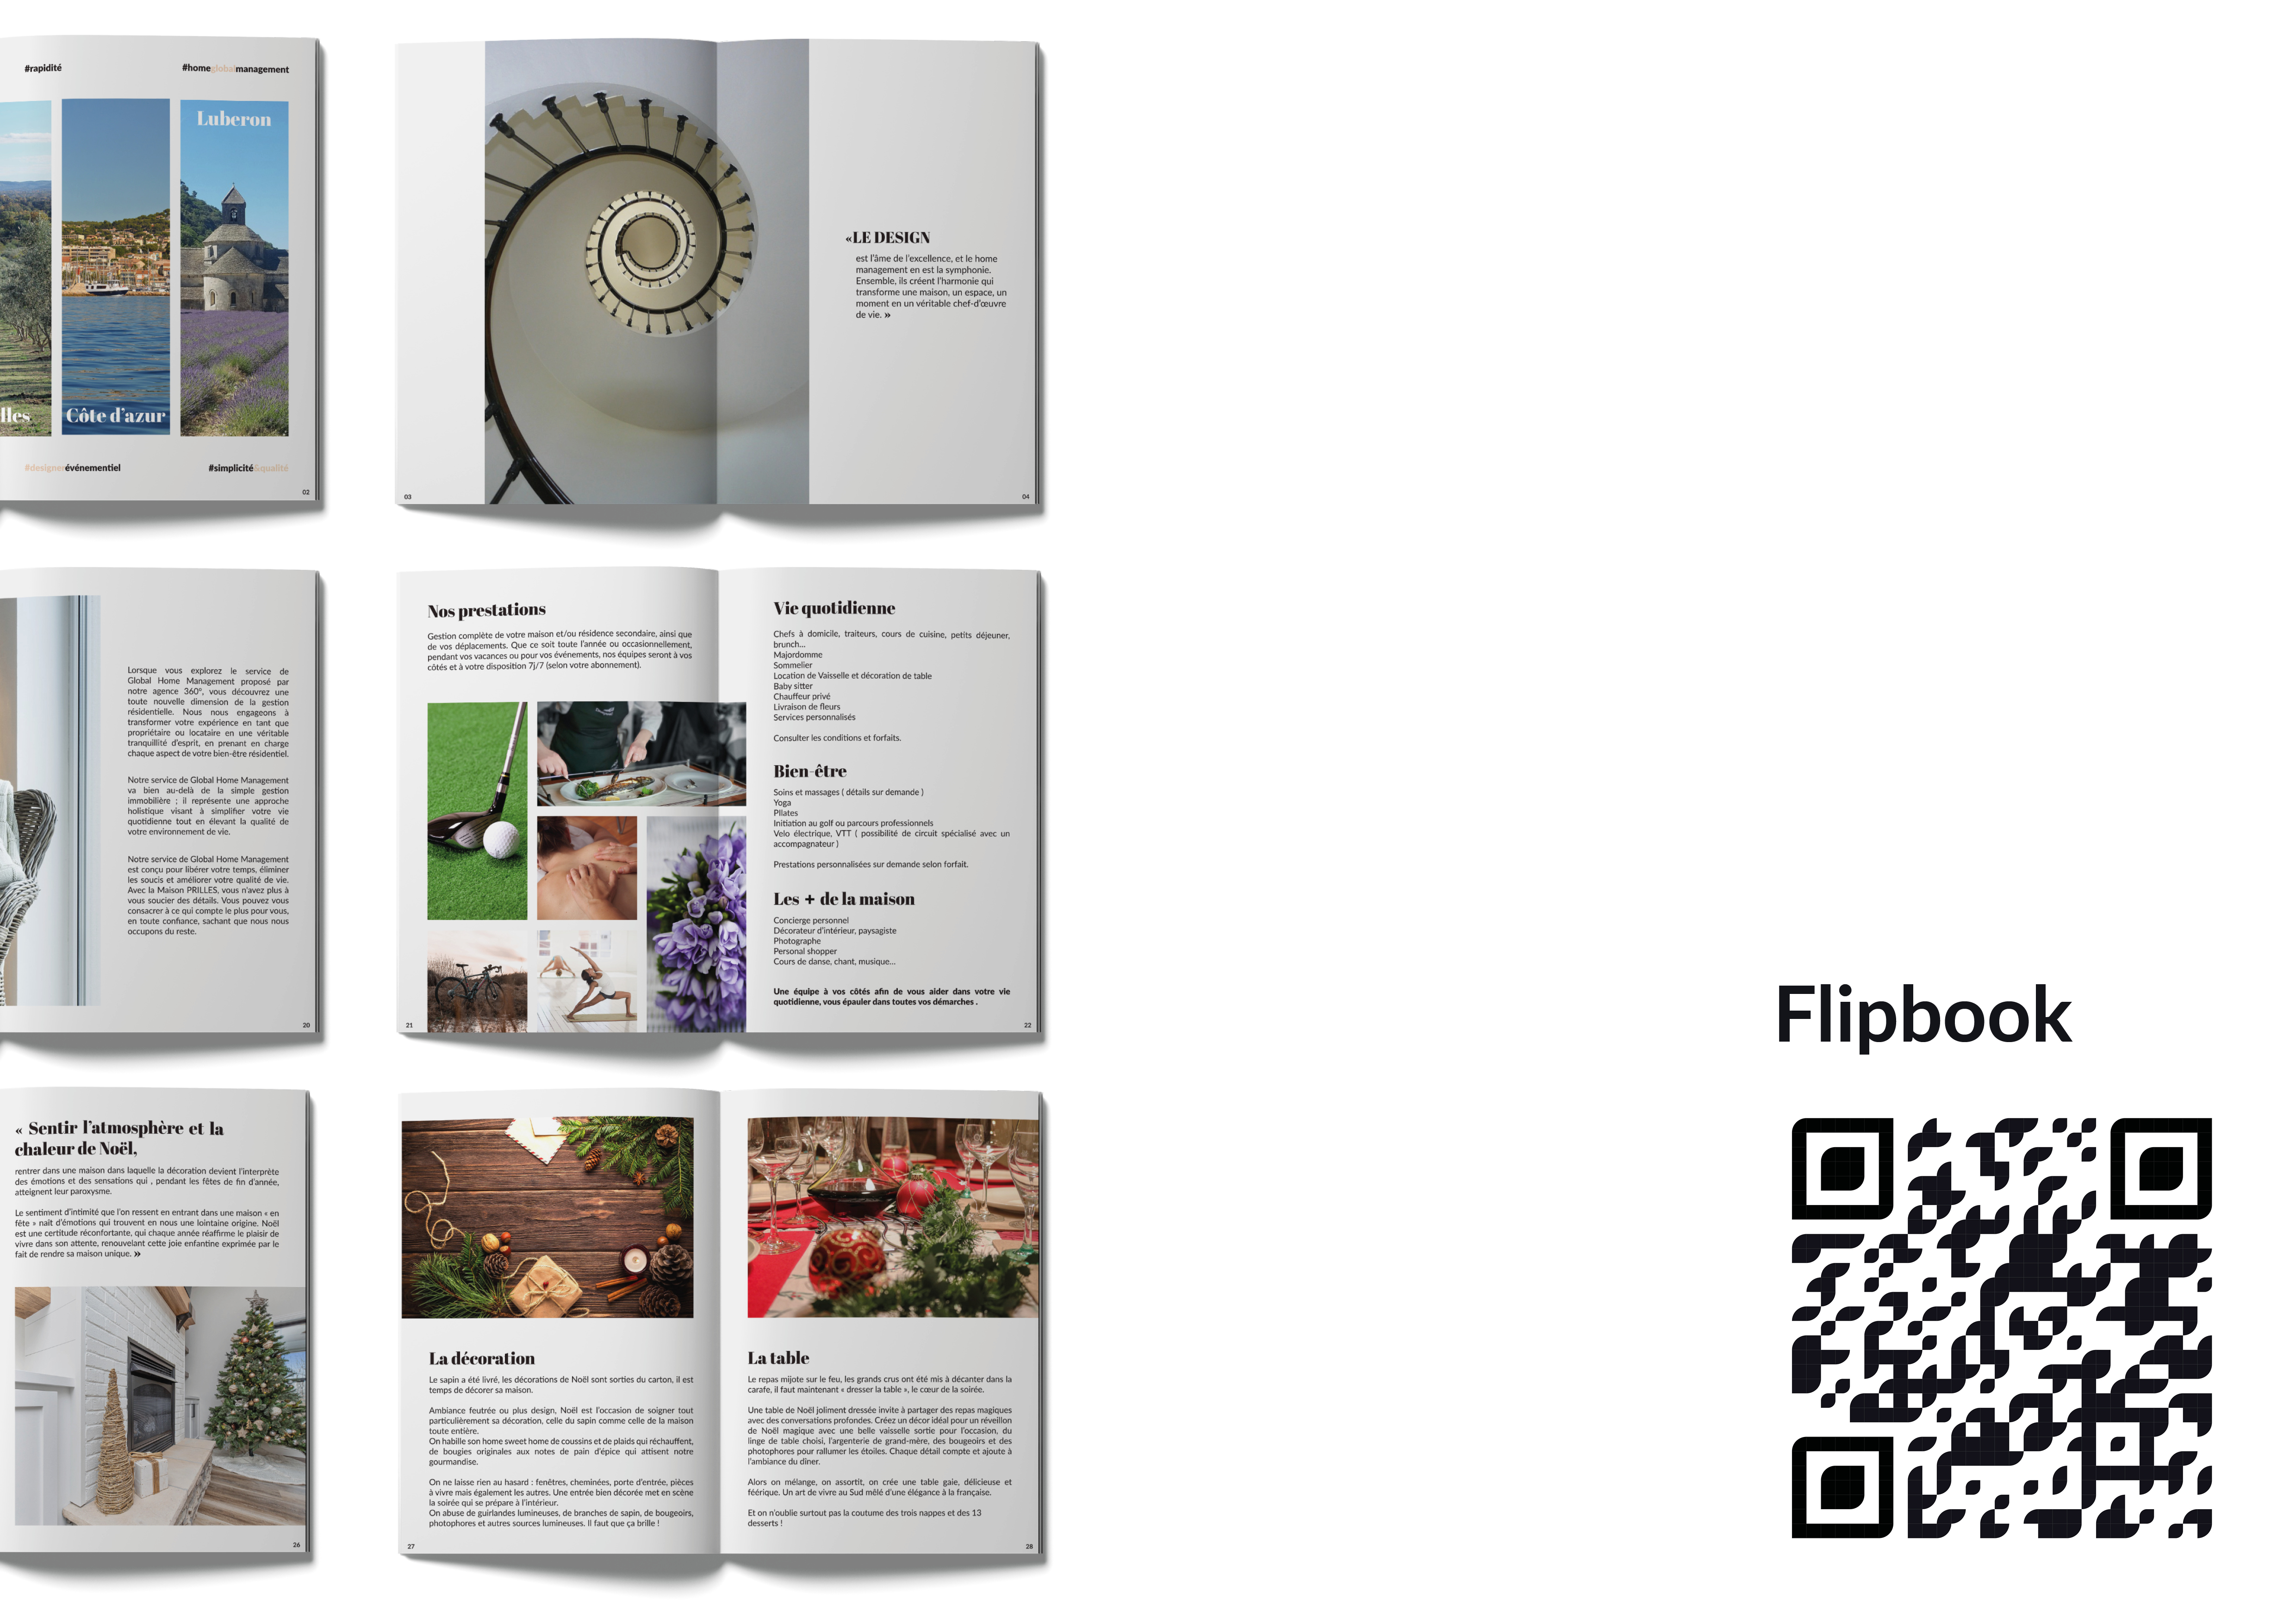 #rapidité
#homeglobalmanagement
Luberon
lles
Côte d'azur
#designerévénementiel
#simplicité&qualité
02
«LE DESIGN
est l'âme de l'excellence, et le home
management en est la symphonie.
Ensemble, ils créent l'harmonie qui
transforme une maison, un espace, un
moment en un véritable chef-d'œuvre
de vie. »
03
04
Lorsque vous explorez le service de
Global Home Management proposé par
notre agence 360°, vous découvrez une
toute nouvelle dimension de la gestion
résidentielle. Nous nous engageons à
transformer votre expérience en tant que
propriétaire ou locataire en une véritable
tranquillité d'esprit, en prenant en charge
chaque aspect de votre bien-être résidentiel.
Notre service de Global Home Management
va bien au-delà de la simple gestion
immobilière ; il représente une approche
holistique visant à simplifier votre vie
quotidienne tout en élevant la qualité de
votre environnement de vie.
Notre service de Global Home Management
est conçu pour libérer votre temps, éliminer
les soucis et améliorer votre qualité de vie.
Avec la Maison PRILLES, vous n'avez plus à
vous soucier des détails. Vous pouvez vous
consacrer à ce qui compte le plus pour vous,
en toute confiance, sachant que nous nous
occupons du reste.
20
Nos prestations
Gestion complète de votre maison et/ou résidence secondaire, ainsi que
de vos déplacements. Que ce soit toute l'année ou occasionnellement,
pendant vos vacances ou pour vos événements, nos équipes seront à vos
côtés et à votre disposition 7j/7 (selon votre abonnement).
21
Vie quotidienne
Chefs à domicile, traiteurs, cours de cuisine, petits déjeuner,
brunch...
Majordomme
Sommelier
Location de Vaisselle et décoration de table
Baby sitter
Chauffeur privé
Livraison de fleurs
Services personnalisés
Consulter les conditions et forfaits.
Bien-être
Soins et massages ( détails sur demande )
Yoga
PIlates
Initiation au golf ou parcours professionnels
Velo électrique, VTT ( possibilité de circuit spécialisé avec un
accompagnateur )
Prestations personnalisées sur demande selon forfait.
Les + de la maison
Concierge personnel
Décorateur d'intérieur, paysagiste
Photographe
Personal shopper
Cours de danse, chant, musique...
Une équipe à vos côtés afin de vous aider dans votre vie
quotidienne, vous épauler dans toutes vos démarches .
22
« Sentir l'atmosphère et la
chaleur de Noël,
rentrer dans une maison dans laquelle la décoration devient l'interprète
des émotions et des sensations qui , pendant les fêtes de fin d'année,
atteignent leur paroxysme.
Le sentiment d'intimité que l'on ressent en entrant dans une maison « en
fête » naît d'émotions qui trouvent en nous une lointaine origine. Noël
est une certitude réconfortante, qui chaque année réaffirme le plaisir de
vivre dans son attente, renouvelant cette joie enfantine exprimée par le
fait de rendre sa maison unique. »
26
La décoration
Le sapin a été livré, les décorations de Noël sont sorties du carton, il est
temps de décorer sa maison.
Ambiance feutrée ou plus design, Noël est l'occasion de soigner tout
particulièrement sa décoration, celle du sapin comme celle de la maison
toute entière.
On habille son home sweet home de coussins et de plaids qui réchauffent,
de bougies originales aux notes de pain d'épice qui attisent notre
gourmandise.
On ne laisse rien au hasard : fenêtres, cheminées, porte d'entrée, pièces
à vivre mais également les autres. Une entrée bien décorée met en scène
la soirée qui se prépare à l'intérieur.
On abuse de guirlandes lumineuses, de branches de sapin, de bougeoirs,
photophores et autres sources lumineuses. Il faut que ça brille !
27
La table
Le repas mijote sur le feu, les grands crus ont été mis à décanter dans la
carafe, il faut maintenant « dresser la table », le cœur de la soirée.
Une table de Noël joliment dressée invite à partager des repas magiques
avec des conversations profondes. Créez un décor idéal pour un réveillon
de Noël magique avec une belle vaisselle sortie pour l'occasion, du
linge de table choisi, l'argenterie de grand-mère, des bougeoirs et des
photophores pour rallumer les étoiles. Chaque détail compte et ajoute à
l'ambiance du dîner.
Alors on mélange, on assortit, on crée une table gaie, délicieuse et
féérique. Un art de vivre au Sud mêlé d'une élégance à la française.
Et on n'oublie surtout pas la coutume des trois nappes et des 13
desserts !
28
Flipbook